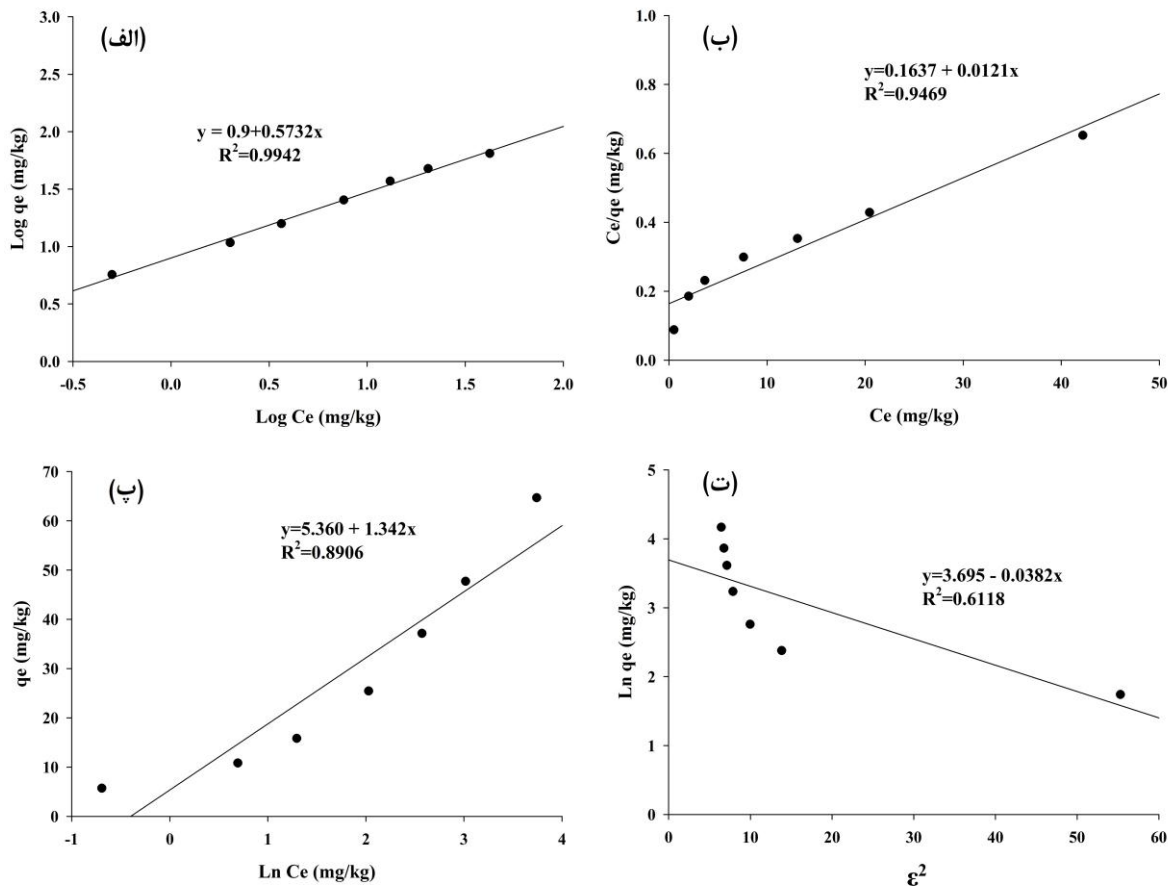 (الف)
y = 0.9+0.5732x
R²=0.9942
Log qe (mg/kg)
3.0
2.5
2.0
1.5
1.0
0.5
0.0
-0.5 0.0 0.5 1.0 1.5 2.0
Log Ce (mg/kg)
(ب)
y=0.1637 + 0.0121x
R²=0.9469
Ce/qe (mg/kg)
1.0
0.8
0.6
0.4
0.2
0.0
0 10 20 30 40 50
Ce (mg/kg)
(پ)
y=5.360 + 1.342x
R²=0.8906
qe (mg/kg)
70
60
50
40
30
20
10
0
-1 0 1 2 3 4
Ln Ce (mg/kg)
(ت)
y=3.695 - 0.0382x
R²=0.6118
Ln qe (mg/kg)
5
4
3
2
1
0
0 10 20 30 40 50 60
ε²